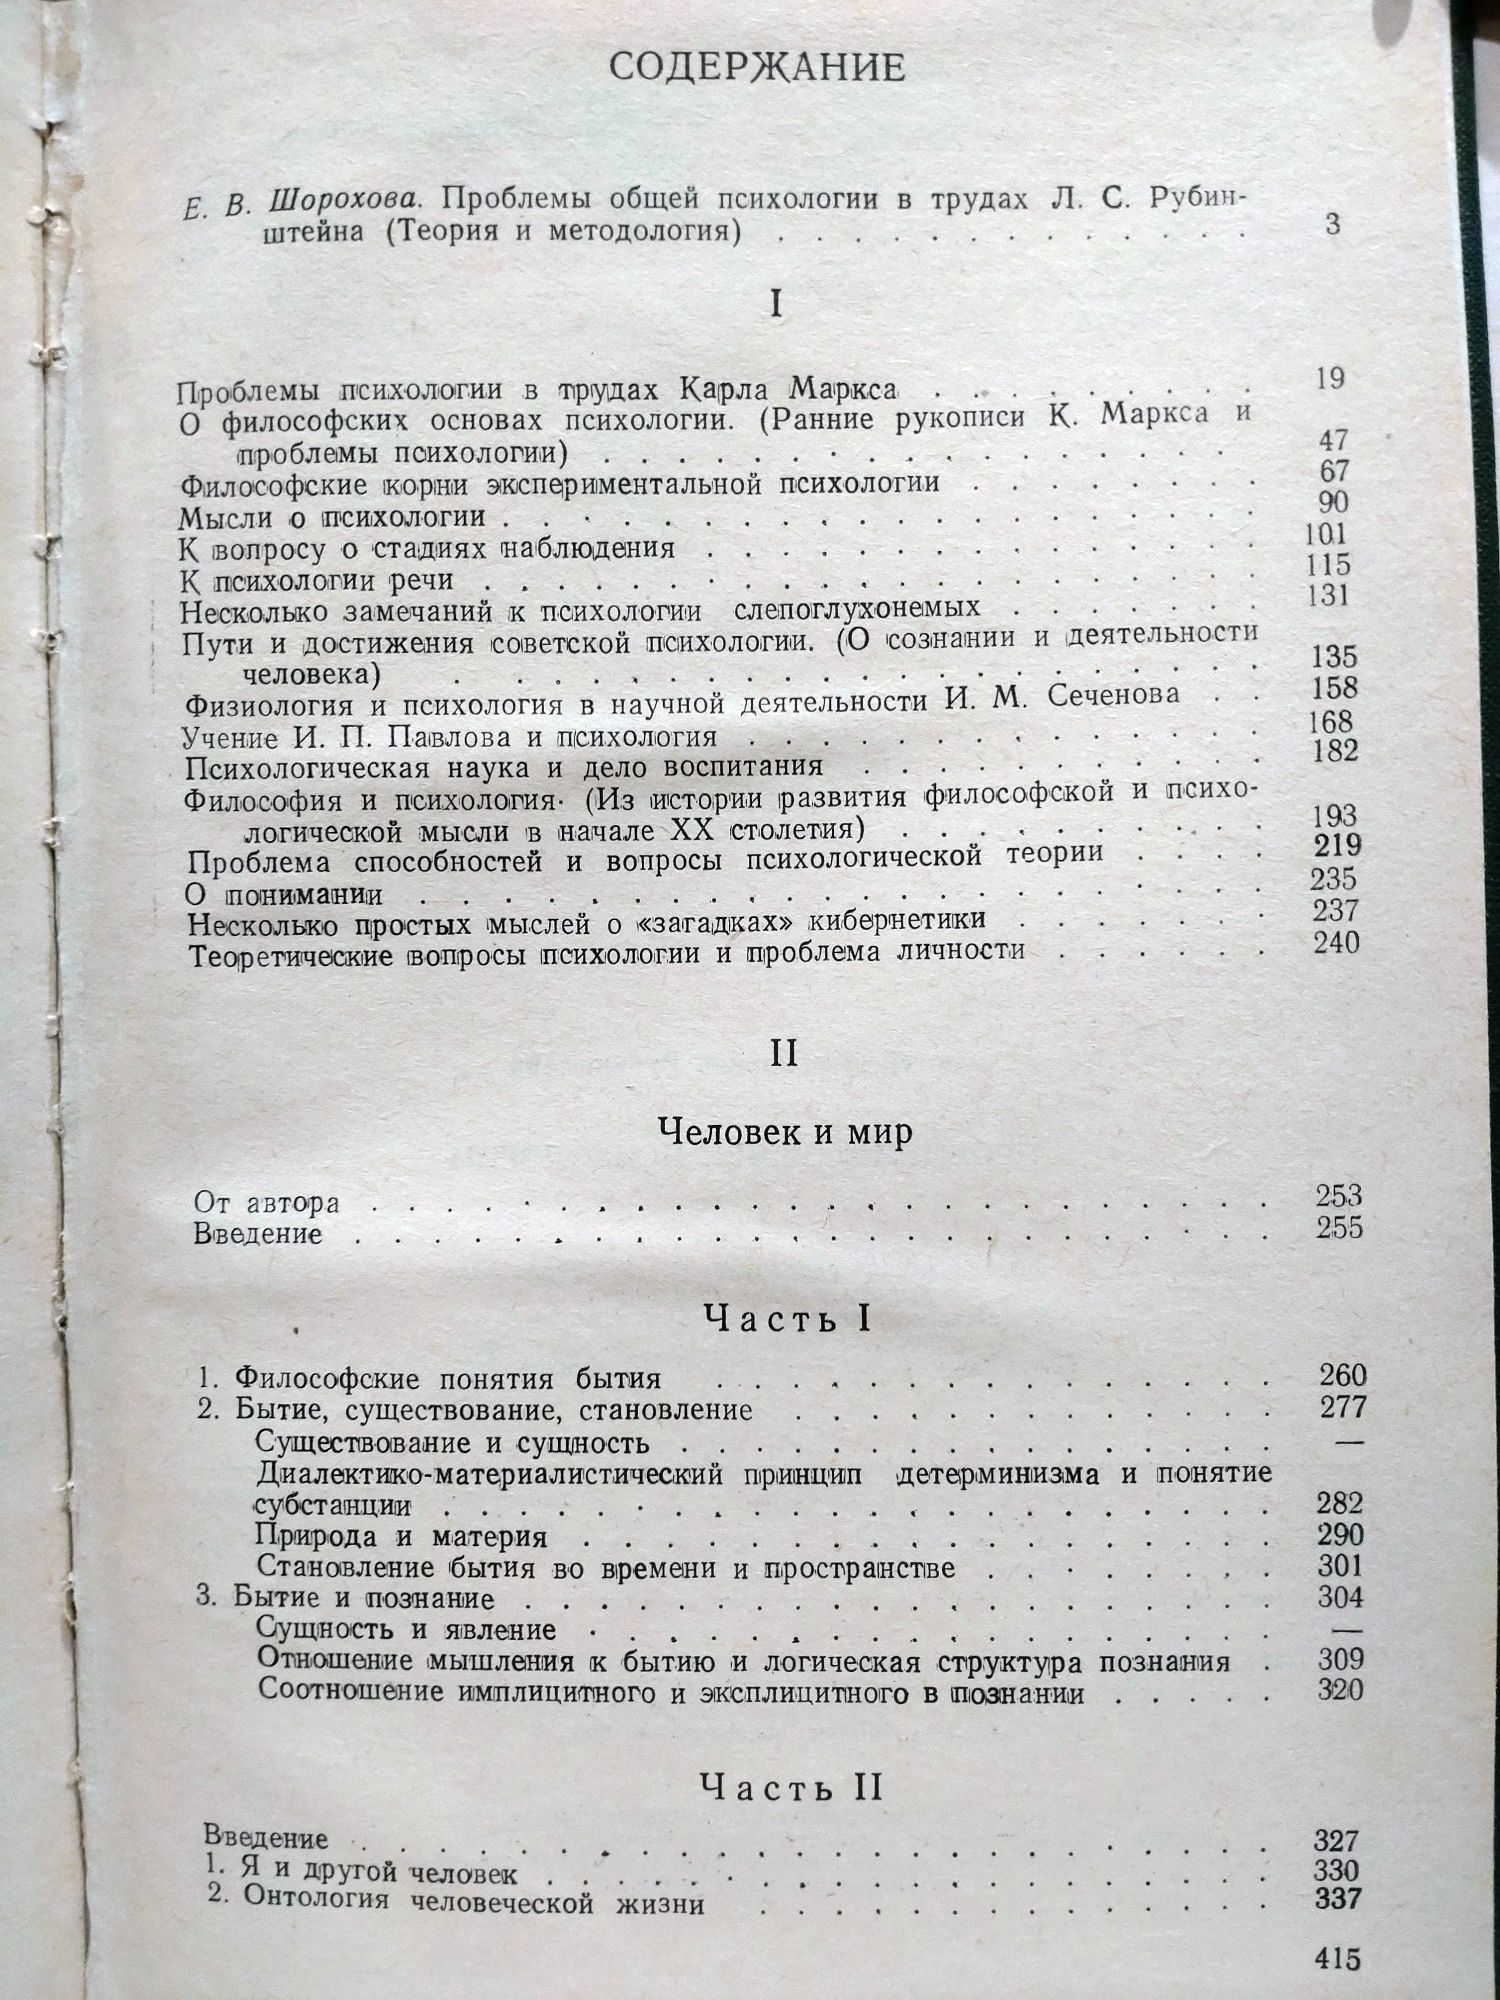 СОДЕРЖАНИЕ
Е. В. Шорохова. Проблемы общей психологии в трудах Л. С. Рубин-
штейна (Теория и методология) . . . . . . . . . . . . . 3
I
Проблемы психологии в трудах Карла Маркса . . . . . . . . . 19
О философских основах психологии. (Ранние рукописи К. Маркса и
проблемы психологии) . . . . . . . . . . . . . . . . . 47
Философские корни экспериментальной психологии . . . . . . . . 67
Мысли о психологии . . . . . . . . . . . . . . . . . . . 90
К вопросу о стадиях наблюдения . . . . . . . . . . . . . . 101
К психологии речи . . . . . . . . . . . . . . . . . . . . 115
Несколько замечаний к психологии слепоглухонемых . . . . . . . 131
Пути и достижения советской психологии. (О сознании и деятельности
человека) . . . . . . . . . . . . . . . . . . . . . 135
Физиология и психология в научной деятельности И. М. Сеченова . . 158
Учение И. П. Павлова и психология . . . . . . . . . . . . . 168
Психологическая наука и дело воспитания . . . . . . . . . . . 182
Философия и психология. (Из истории развития философской и психо-
логической мысли в начале XX столетия) . . . . . . . . . . 193
Проблема способностей и вопросы психологической теории . . . . 219
О понимании . . . . . . . . . . . . . . . . . . . . . . 235
Несколько простых мыслей о «загадках» кибернетики . . . . . . . 237
Теоретические вопросы психологии и проблема личности . . . . . . 240
II
Человек и мир
От автора . . . . . . . . . . . . . . . . . . . . . . . 253
Введение . . . . . . . . . . . . . . . . . . . . . . . . 255
Часть I
1. Философские понятия бытия . . . . . . . . . . . . . . . 260
2. Бытие, существование, становление . . . . . . . . . . . . . 277
Существование и сущность . . . . . . . . . . . . . . . . —
Диалектико-материалистический принцип детерминизма и понятие
субстанции . . . . . . . . . . . . . . . . . . . . . 282
Природа и материя . . . . . . . . . . . . . . . . . . 290
Становление бытия во времени и пространстве . . . . . . . . 301
3. Бытие и познание . . . . . . . . . . . . . . . . . . . . 304
Сущность и явление . . . . . . . . . . . . . . . . . . —
Отношение мышления к бытию и логическая структура познания . 309
Соотношение имплицитного и эксплицитного в познании . . . . . 320
Часть II
Введение . . . . . . . . . . . . . . . . . . . . . . . . 327
1. Я и другой человек . . . . . . . . . . . . . . . . . . . 330
2. Онтология человеческой жизни . . . . . . . . . . . . . . 337
415